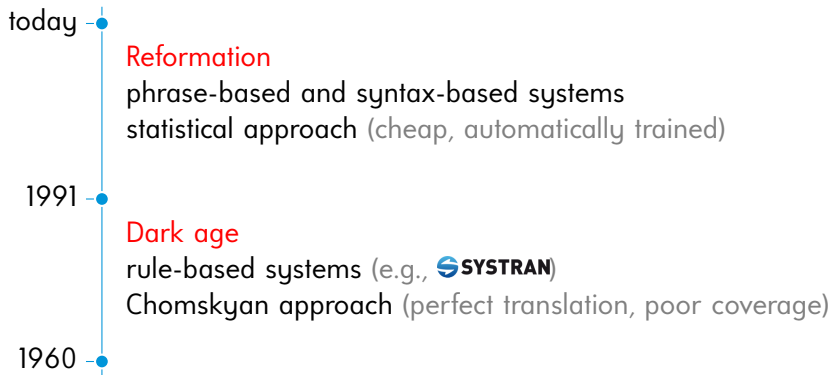 today
Reformation
phrase-based and syntax-based systems
statistical approach (cheap, automatically trained)
1991
Dark age
rule-based systems (e.g., SYSTRAN)
Chomskyan approach (perfect translation, poor coverage)
1960